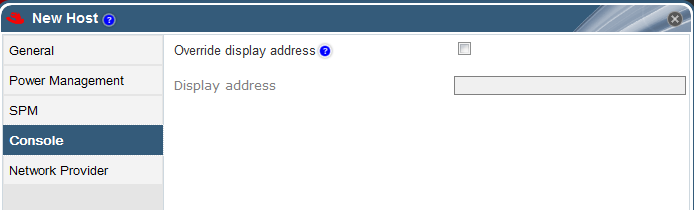 New Host
General
Override display address
Power Management
Display address
SPM
Console
Network Provider